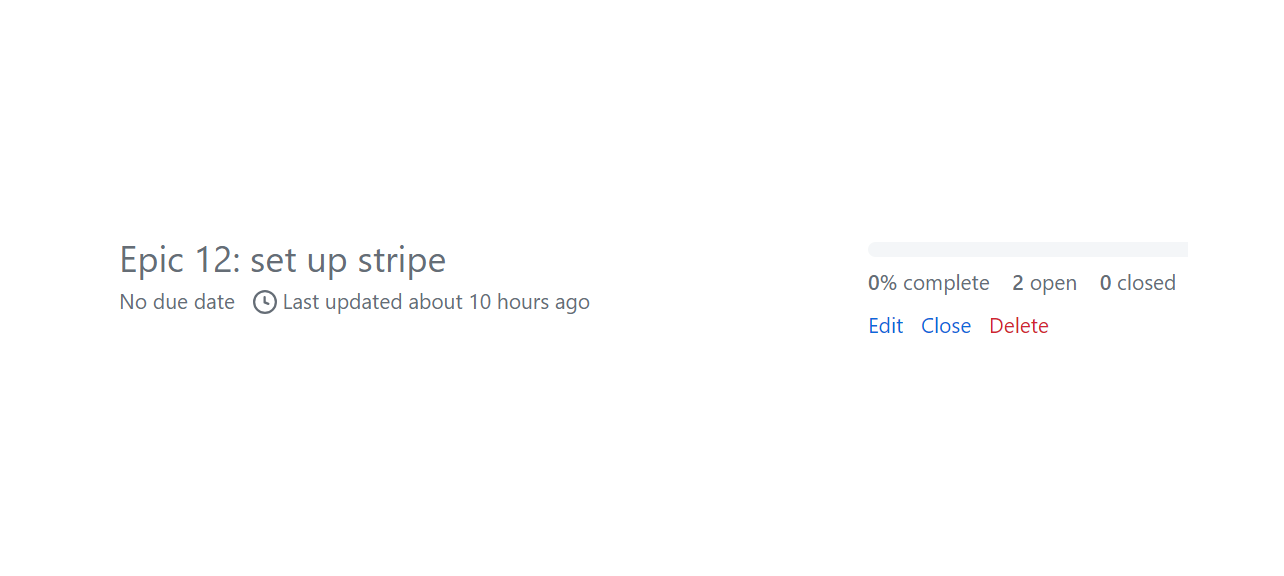 Epic 12: set up stripe
No due date Last updated about 10 hours ago
0% complete 2 open 0 closed
Edit Close Delete